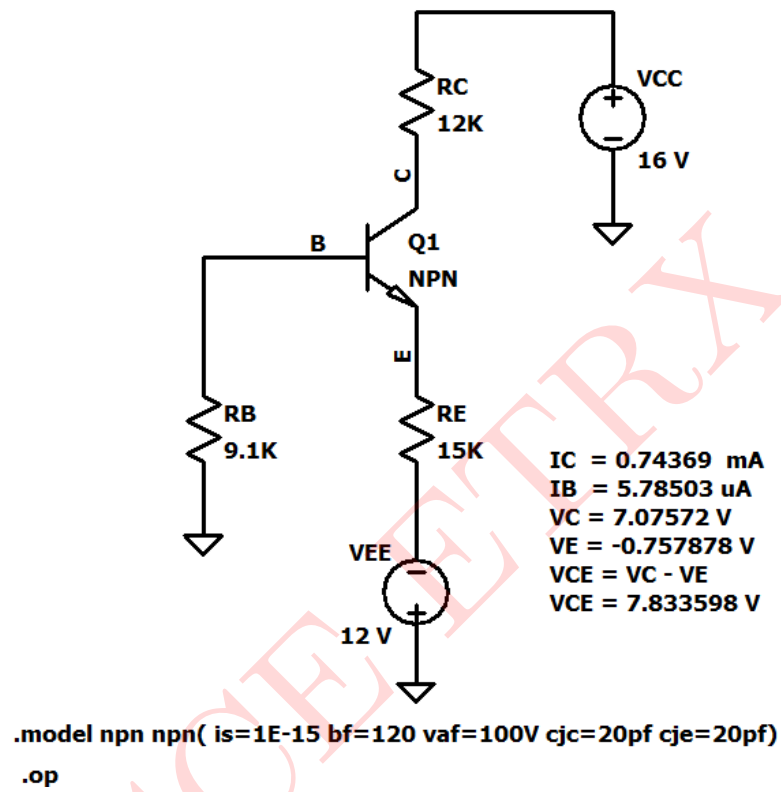 RC
12K
VCC
16 V
C
B
Q1
NPN
E
RB
9.1K
RE
15K
IC = 0.74369 mA
IB = 5.78503 uA
VC = 7.07572 V
VE = -0.757878 V
VCE = VC - VE
VCE = 7.833598 V
VEE
12 V
.model npn npn( is=1E-15 bf=120 vaf=100V cjc=20pf cje=20pf)
.op
CE ETRX